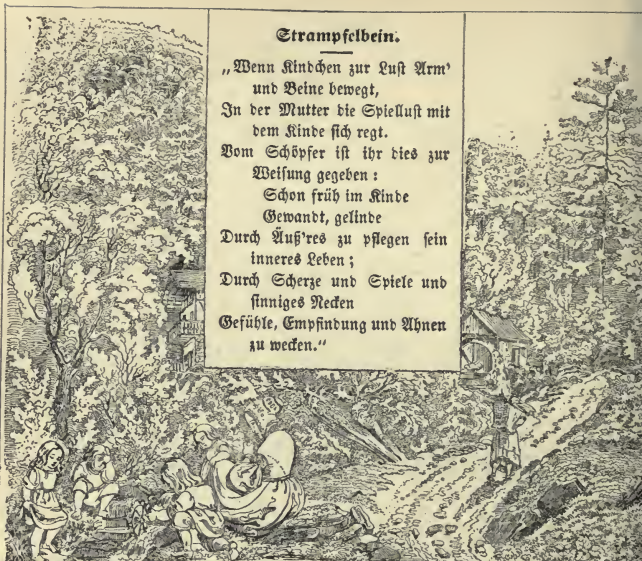 Strampfelbein.
„Wenn Kindchen zur Lust Arm'
und Beine bewegt,
In der Mutter die Spiellust mit
dem Kinde sich regt.
Vom Schöpfer ist ihr dies zur
Weisung gegeben:
Schon früh im Kinde
Gewandt, gelinde
Durch Äuß'res zu pflegen sein
inneres Leben;
Durch Scherze und Spiele und
sinniges Necken
Gefühle, Empfindung und Ahnen
zu wecken.“